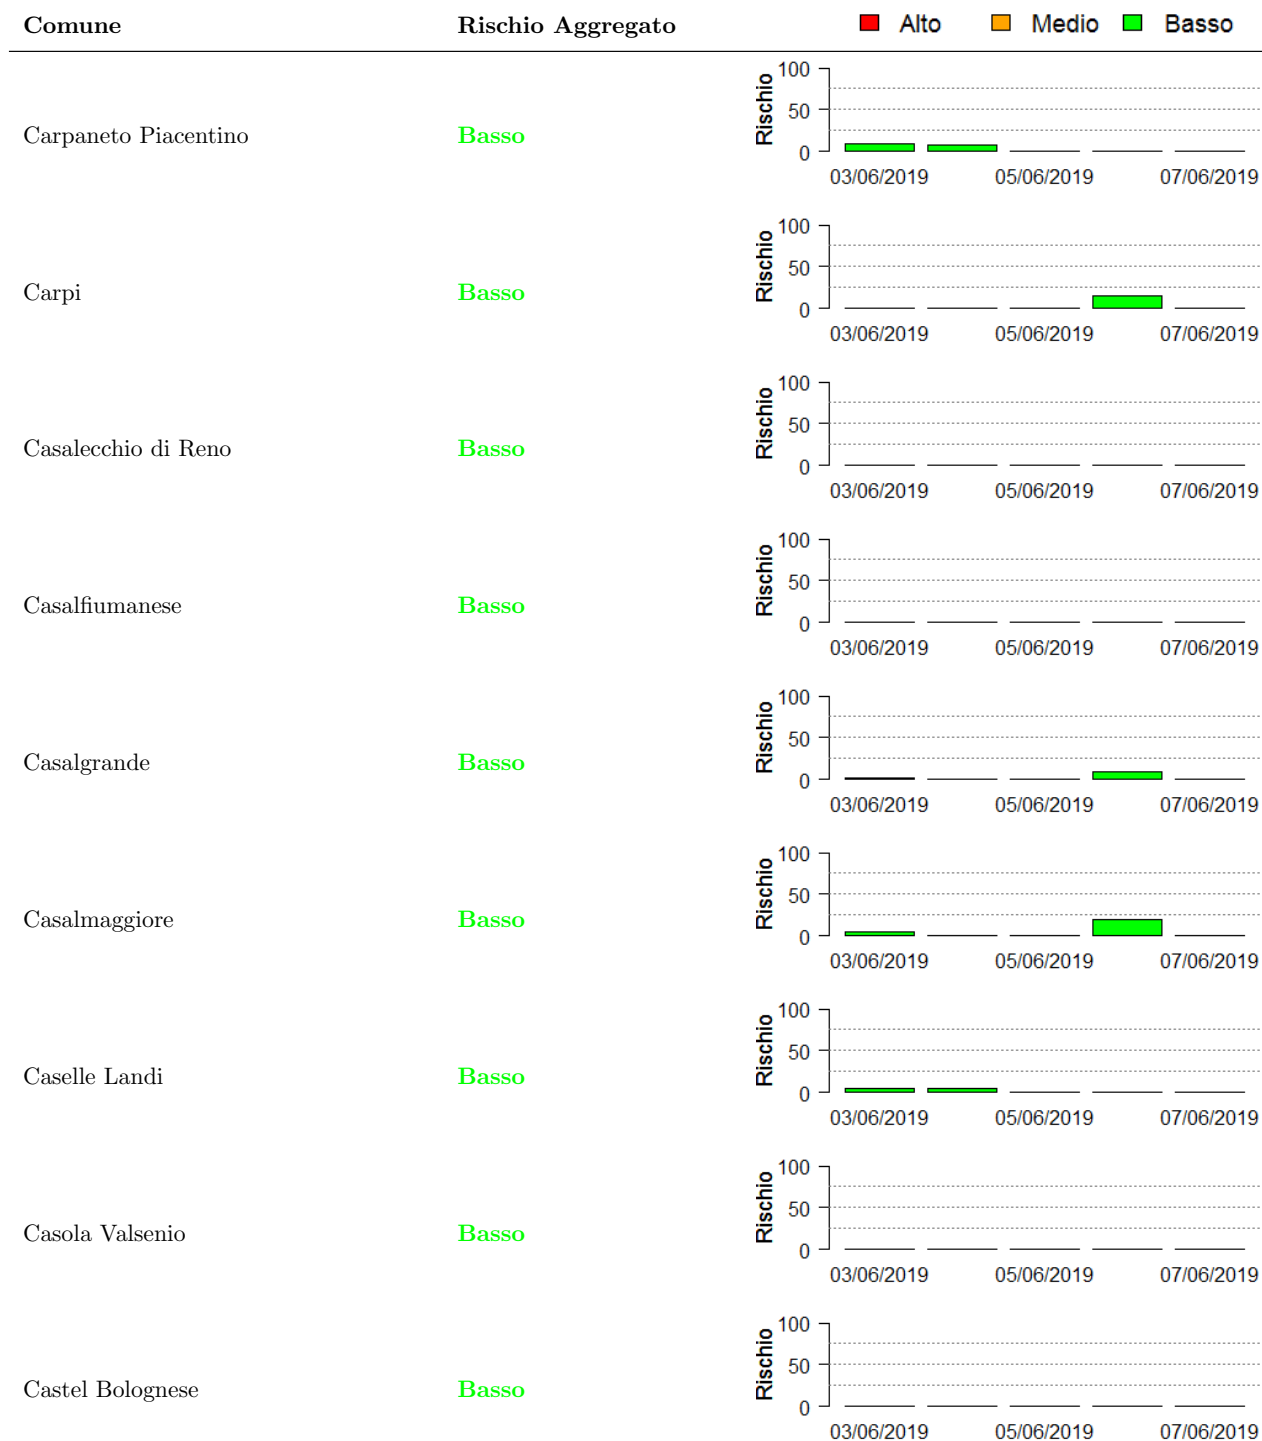 Comune Rischio Aggregato Alto Medio Basso
Carpaneto Piacentino Basso Rischio 100 50 0
03/06/2019 05/06/2019 07/06/2019
Carpi Basso Rischio 100 50 0
03/06/2019 05/06/2019 07/06/2019
Casalecchio di Reno Basso Rischio 100 50 0
03/06/2019 05/06/2019 07/06/2019
Casalfiumanese Basso Rischio 100 50 0
03/06/2019 05/06/2019 07/06/2019
Casalgrande Basso Rischio 100 50 0
03/06/2019 05/06/2019 07/06/2019
Casalmaggiore Basso Rischio 100 50 0
03/06/2019 05/06/2019 07/06/2019
Caselle Landi Basso Rischio 100 50 0
03/06/2019 05/06/2019 07/06/2019
Casola Valsenio Basso Rischio 100 50 0
03/06/2019 05/06/2019 07/06/2019
Castel Bolognese Basso Rischio 100 50 0
03/06/2019 05/06/2019 07/06/2019